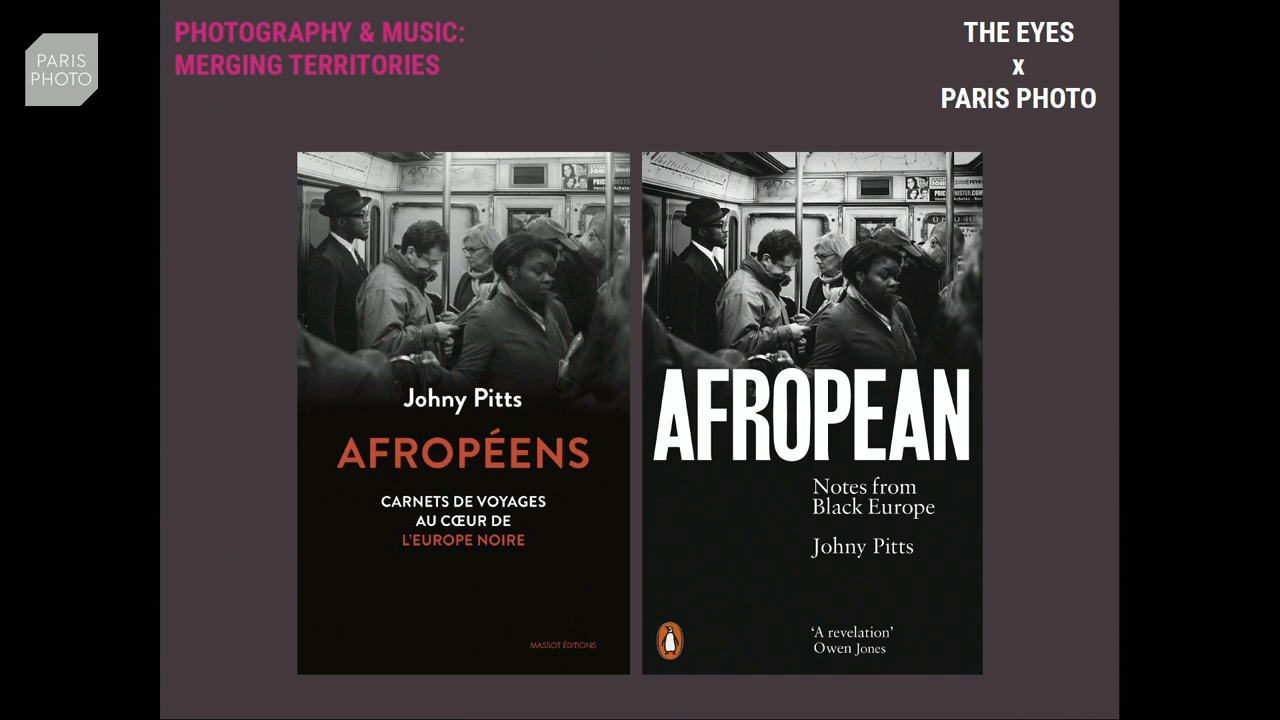 PARIS
PHOTO
PHOTOGRAPHY & MUSIC:
MERGING TERRITORIES
THE EYES
x
PARIS PHOTO
Johny Pitts
AFROPÉENS
CARNETS DE VOYAGES
AU CŒUR DE
L'EUROPE NOIRE
MASSOT ÉDITIONS
AFROPEAN
Notes from
Black Europe
Johny Pitts
'A revelation'
Owen Jones